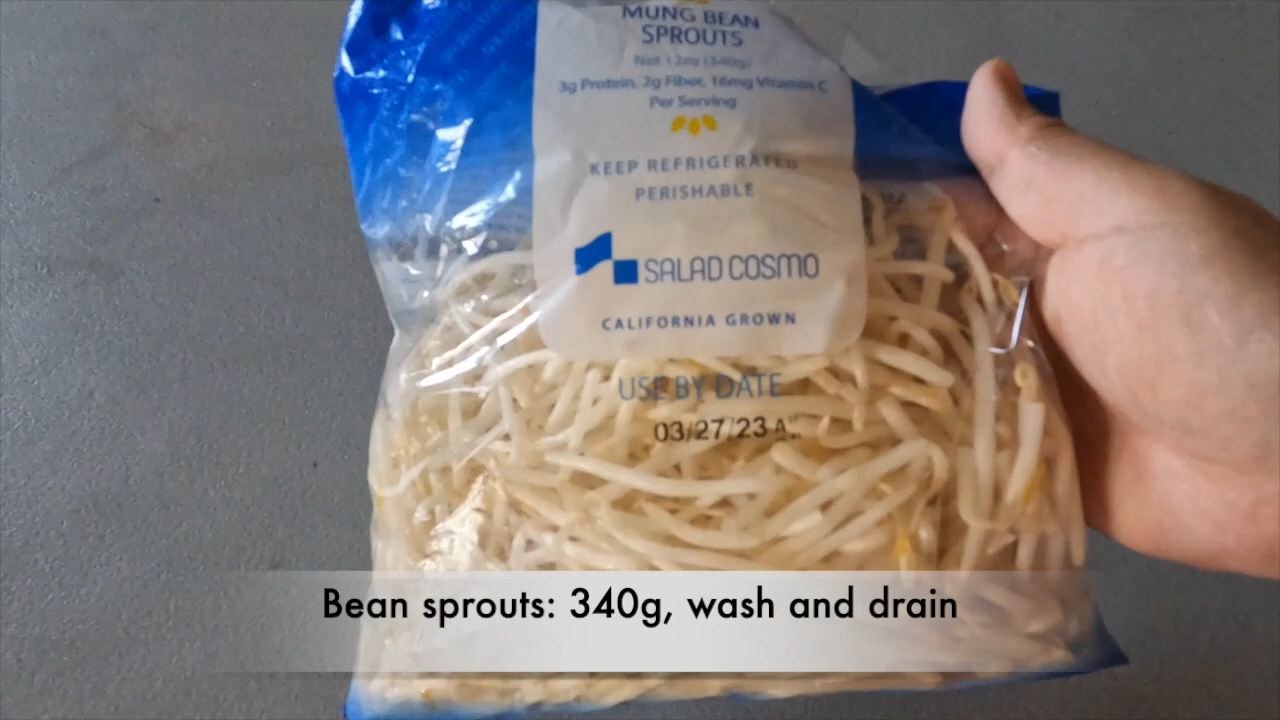 MUNG BEAN
SPROUTS
Net 12oz (340g)
3g Protein, 2g Fiber, 16mg Vitamin C
Per Serving
KEEP REFRIGERATED
PERISHABLE
SALAD COSMO
CALIFORNIA GROWN
USE BY DATE
03/27/23
Bean sprouts: 340g, wash and drain